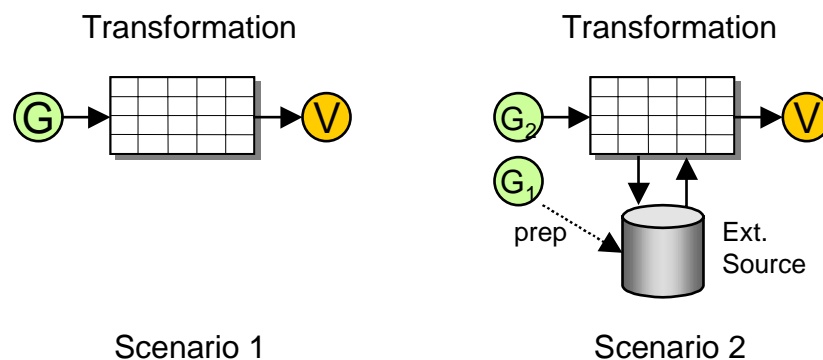 Transformation
G
V
Scenario 1
Transformation
G2
V
G1
prep
Ext.
Source
Scenario 2